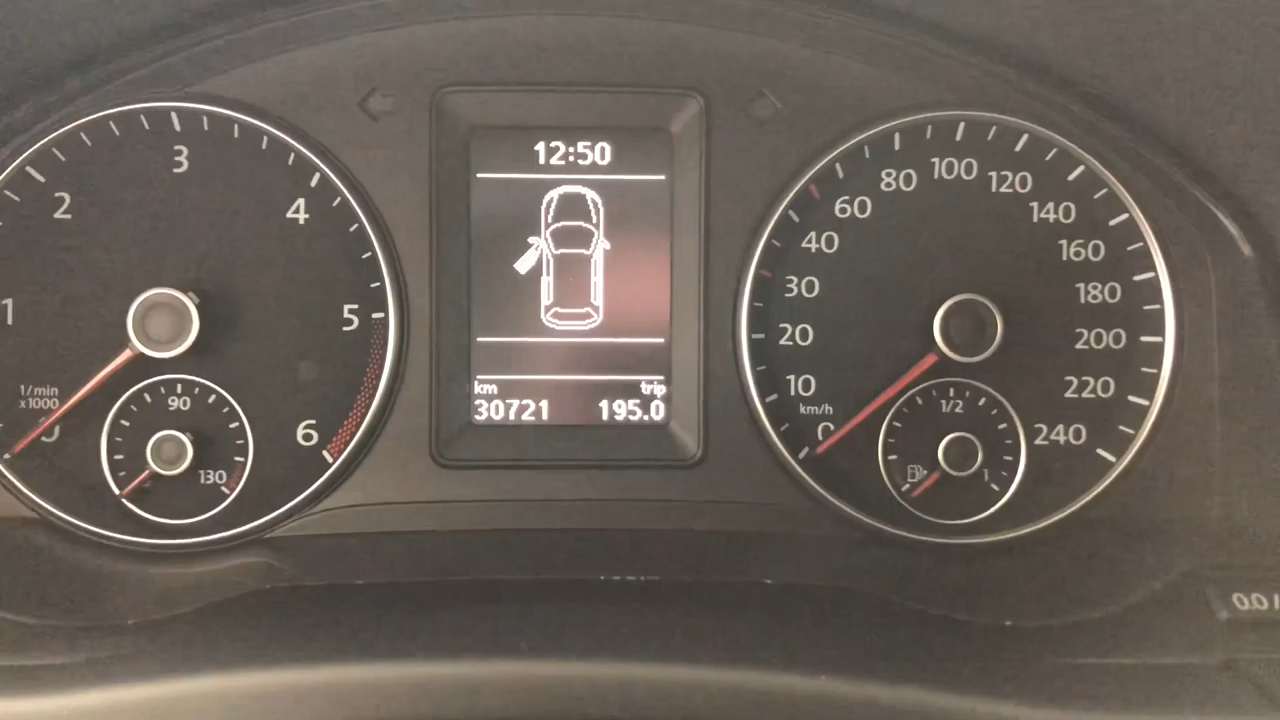 12:50
km trip
30721 195.0
1 2 3 4 5 6
1/min
x1000
90
130
0 10 20 30 40 60 80 100 120 140 160 180 200 220 240
km/h
1/2
1